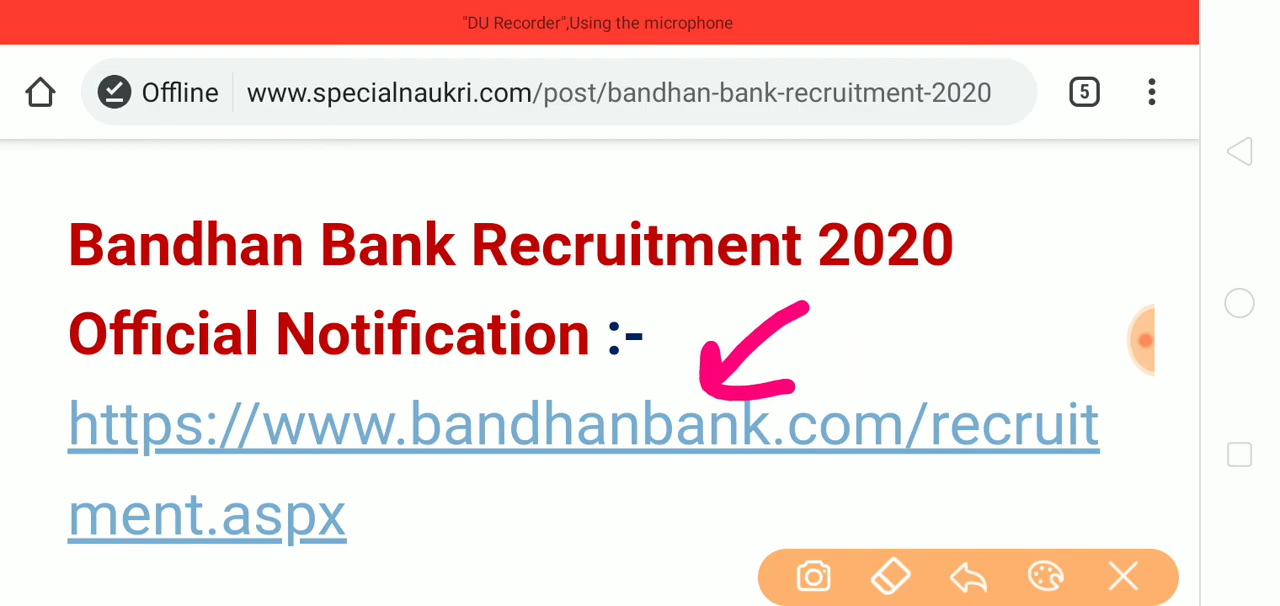 "DU Recorder",Using the microphone
Offline www.specialnaukri.com/post/bandhan-bank-recruitment-2020 5
Bandhan Bank Recruitment 2020
Official Notification :-
https://www.bandhanbank.com/recruit
ment.aspx